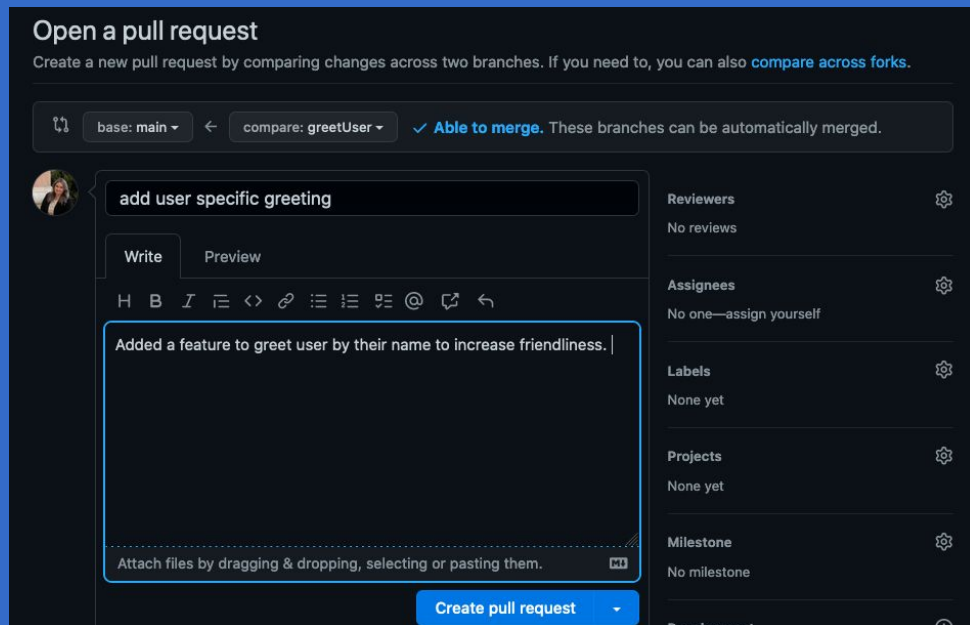 Open a pull request
Create a new pull request by comparing changes across two branches. If you need to, you can also compare across forks.
base: main
compare: greetUser
Able to merge. These branches can be automatically merged.
add user specific greeting
Write
Preview
H B I <> @
Added a feature to greet user by their name to increase friendliness.
Attach files by dragging & dropping, selecting or pasting them.
Create pull request
Reviewers
No reviews
Assignees
No one—assign yourself
Labels
None yet
Projects
None yet
Milestone
No milestone